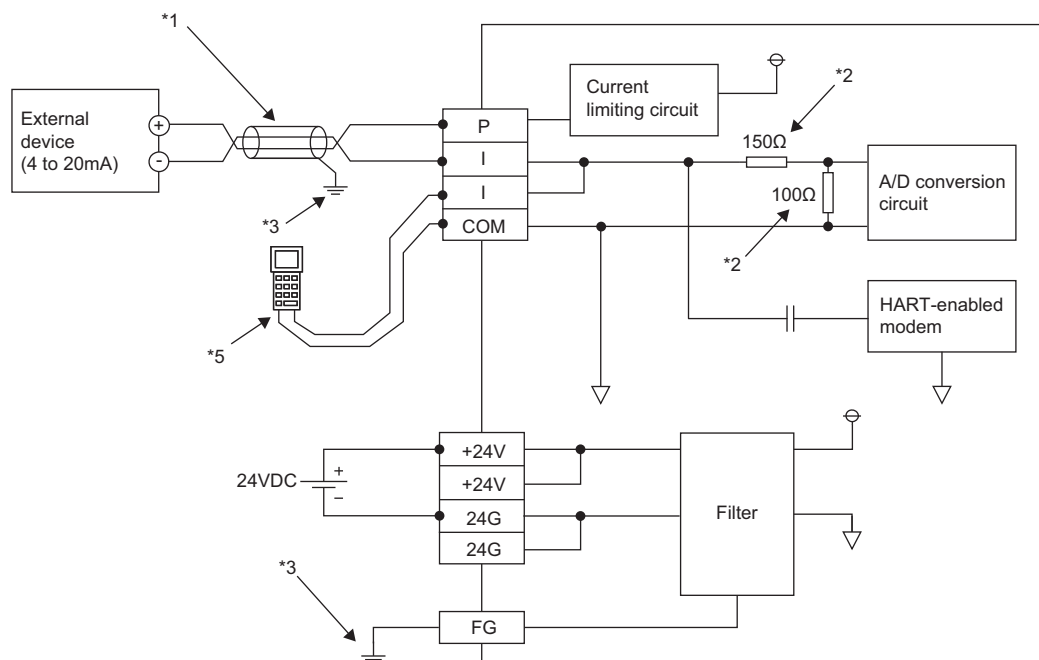 *1
External
device
(4 to 20mA)
+
-
*3
*5
P
I
I
COM
Current
limiting circuit
*2
150Ω
100Ω
*2
A/D conversion
circuit
HART-enabled
modem
24VDC
+
−
+24V
+24V
24G
24G
Filter
*3
FG